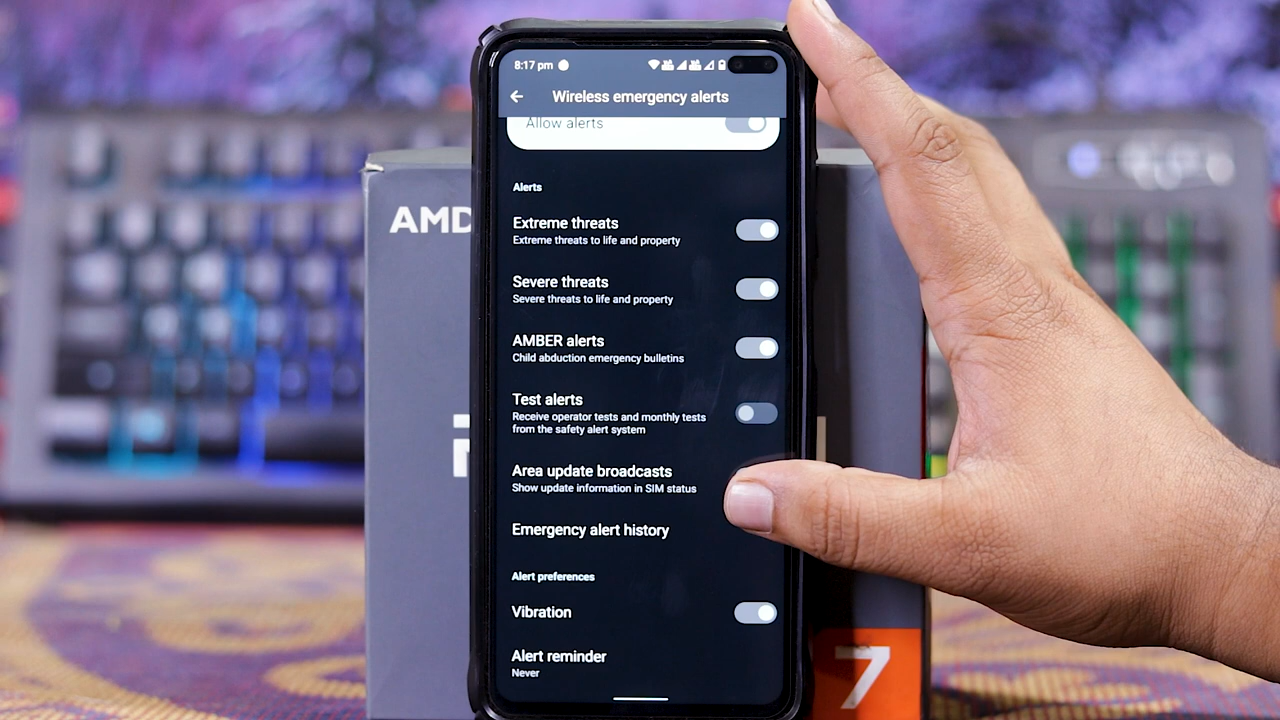 8:17 pm
Wireless emergency alerts
Allow alerts
Alerts
Extreme threats
Extreme threats to life and property
Severe threats
Severe threats to life and property
AMBER alerts
Child abduction emergency bulletins
Test alerts
Receive operator tests and monthly tests
from the safety alert system
Area update broadcasts
Show update information in SIM status
Emergency alert history
Alert preferences
Vibration
Alert reminder
Never
AMD
7